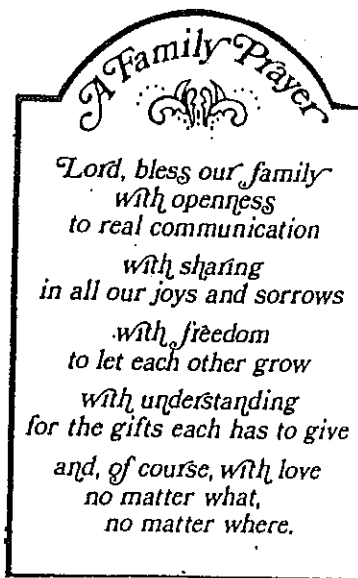 A Family Prayer
Lord, bless our family
with openness
to real communication
with sharing
in all our joys and sorrows
with freedom
to let each other grow
with understanding
for the gifts each has to give
and, of course, with love
no matter what,
no matter where.